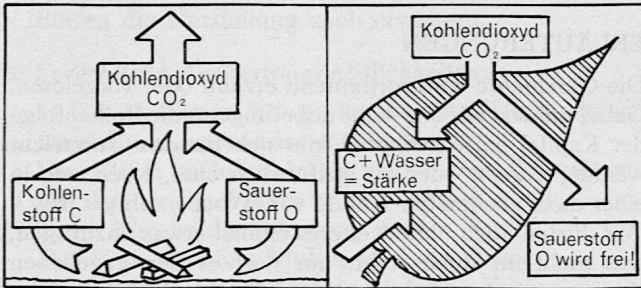 Kohlendioxyd
CO₂
Kohlen-
stoff C
Sauer-
stoff O
Kohlendioxyd
CO₂
C + Wasser
= Stärke
Sauerstoff
O wird frei!